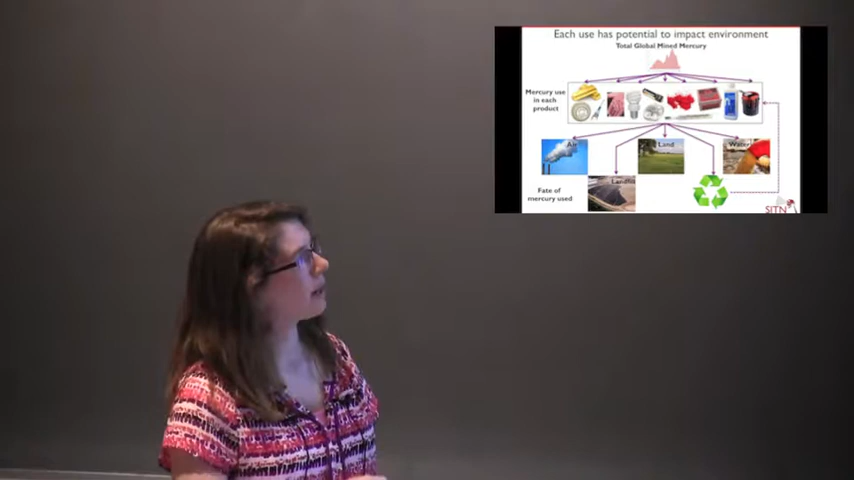 Each use has potential to impact environment
Total Global Mined Mercury
Mercury use
in each
product
Air
Land
Water
Landfill
Fate of
mercury used
SITN